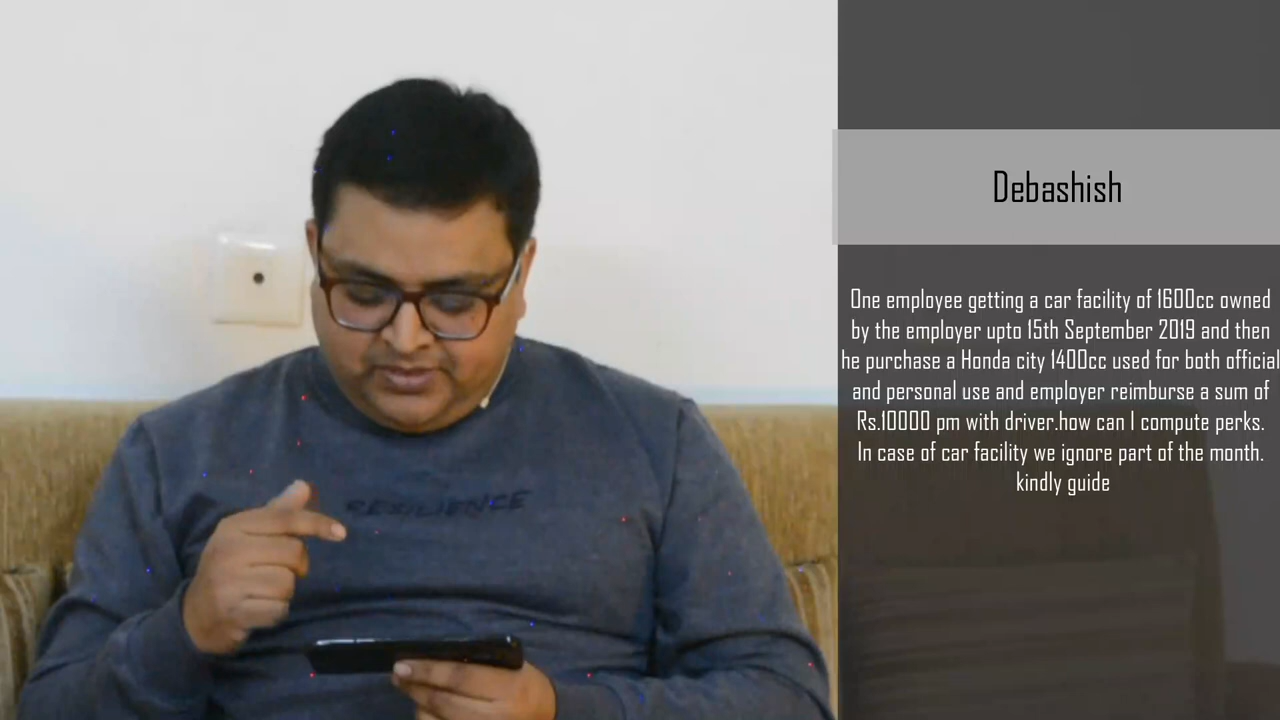 Debashish
One employee getting a car facility of 1600cc owned
by the employer upto 15th September 2019 and then
he purchase a Honda city 1400cc used for both official
and personal use and employer reimburse a sum of
Rs.10000 pm with driver.how can I compute perks.
In case of car facility we ignore part of the month.
kindly guide
RESILIENCE